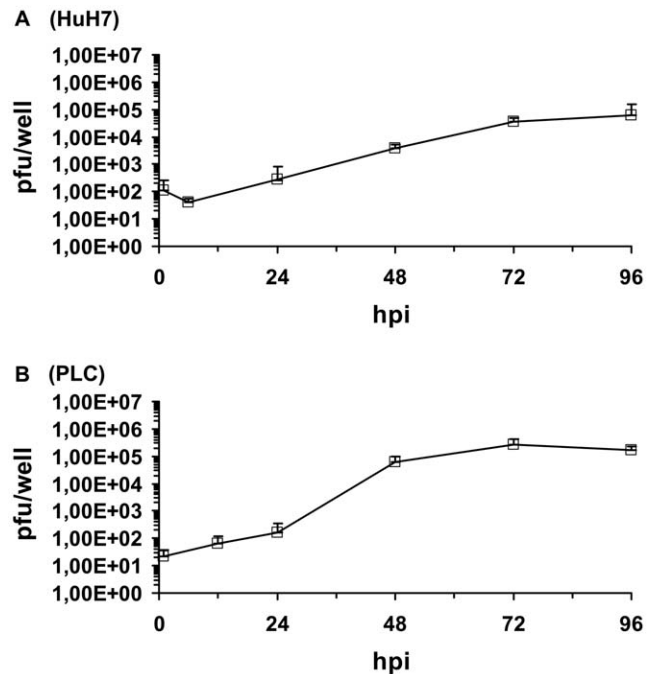 A (HuH7)
pfu/well
1,00E+07
1,00E+06
1,00E+05
1,00E+04
1,00E+03
1,00E+02
1,00E+01
1,00E+00
0 24 48 72 96
hpi
B (PLC)
pfu/well
1,00E+07
1,00E+06
1,00E+05
1,00E+04
1,00E+03
1,00E+02
1,00E+01
1,00E+00
0 24 48 72 96
hpi